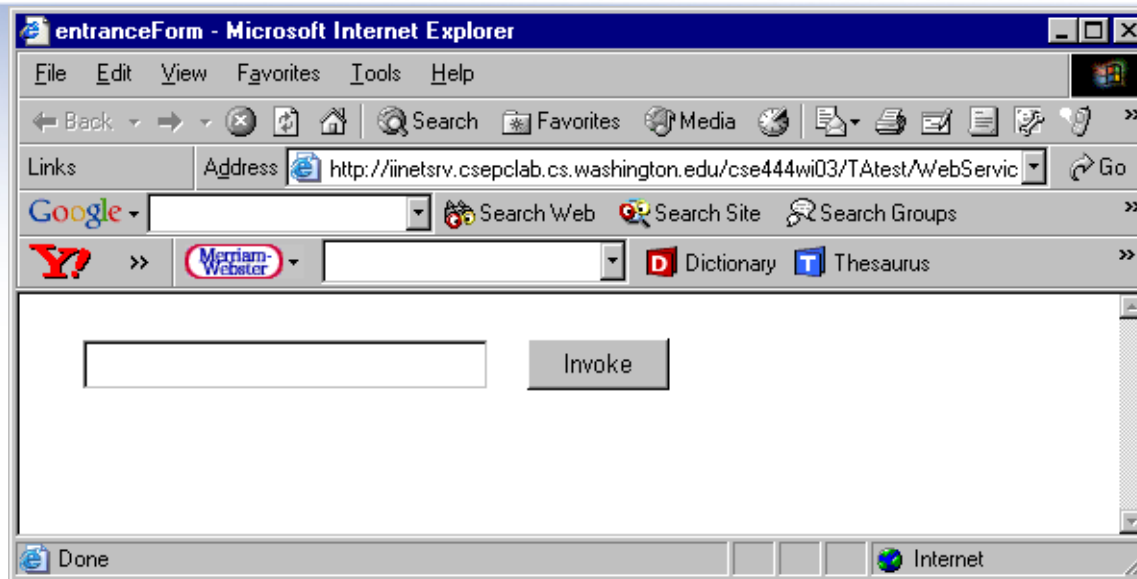 entranceForm - Microsoft Internet Explorer
File Edit View Favorites Tools Help
Back Search Favorites Media
Links Address http://iinetsrv.csepclab.cs.washington.edu/cse444wi03/TAtest/WebServic Go
Google Search Web Search Site Search Groups »
Y! » Merriam-Webster D Dictionary T Thesaurus »
Invoke
Done Internet